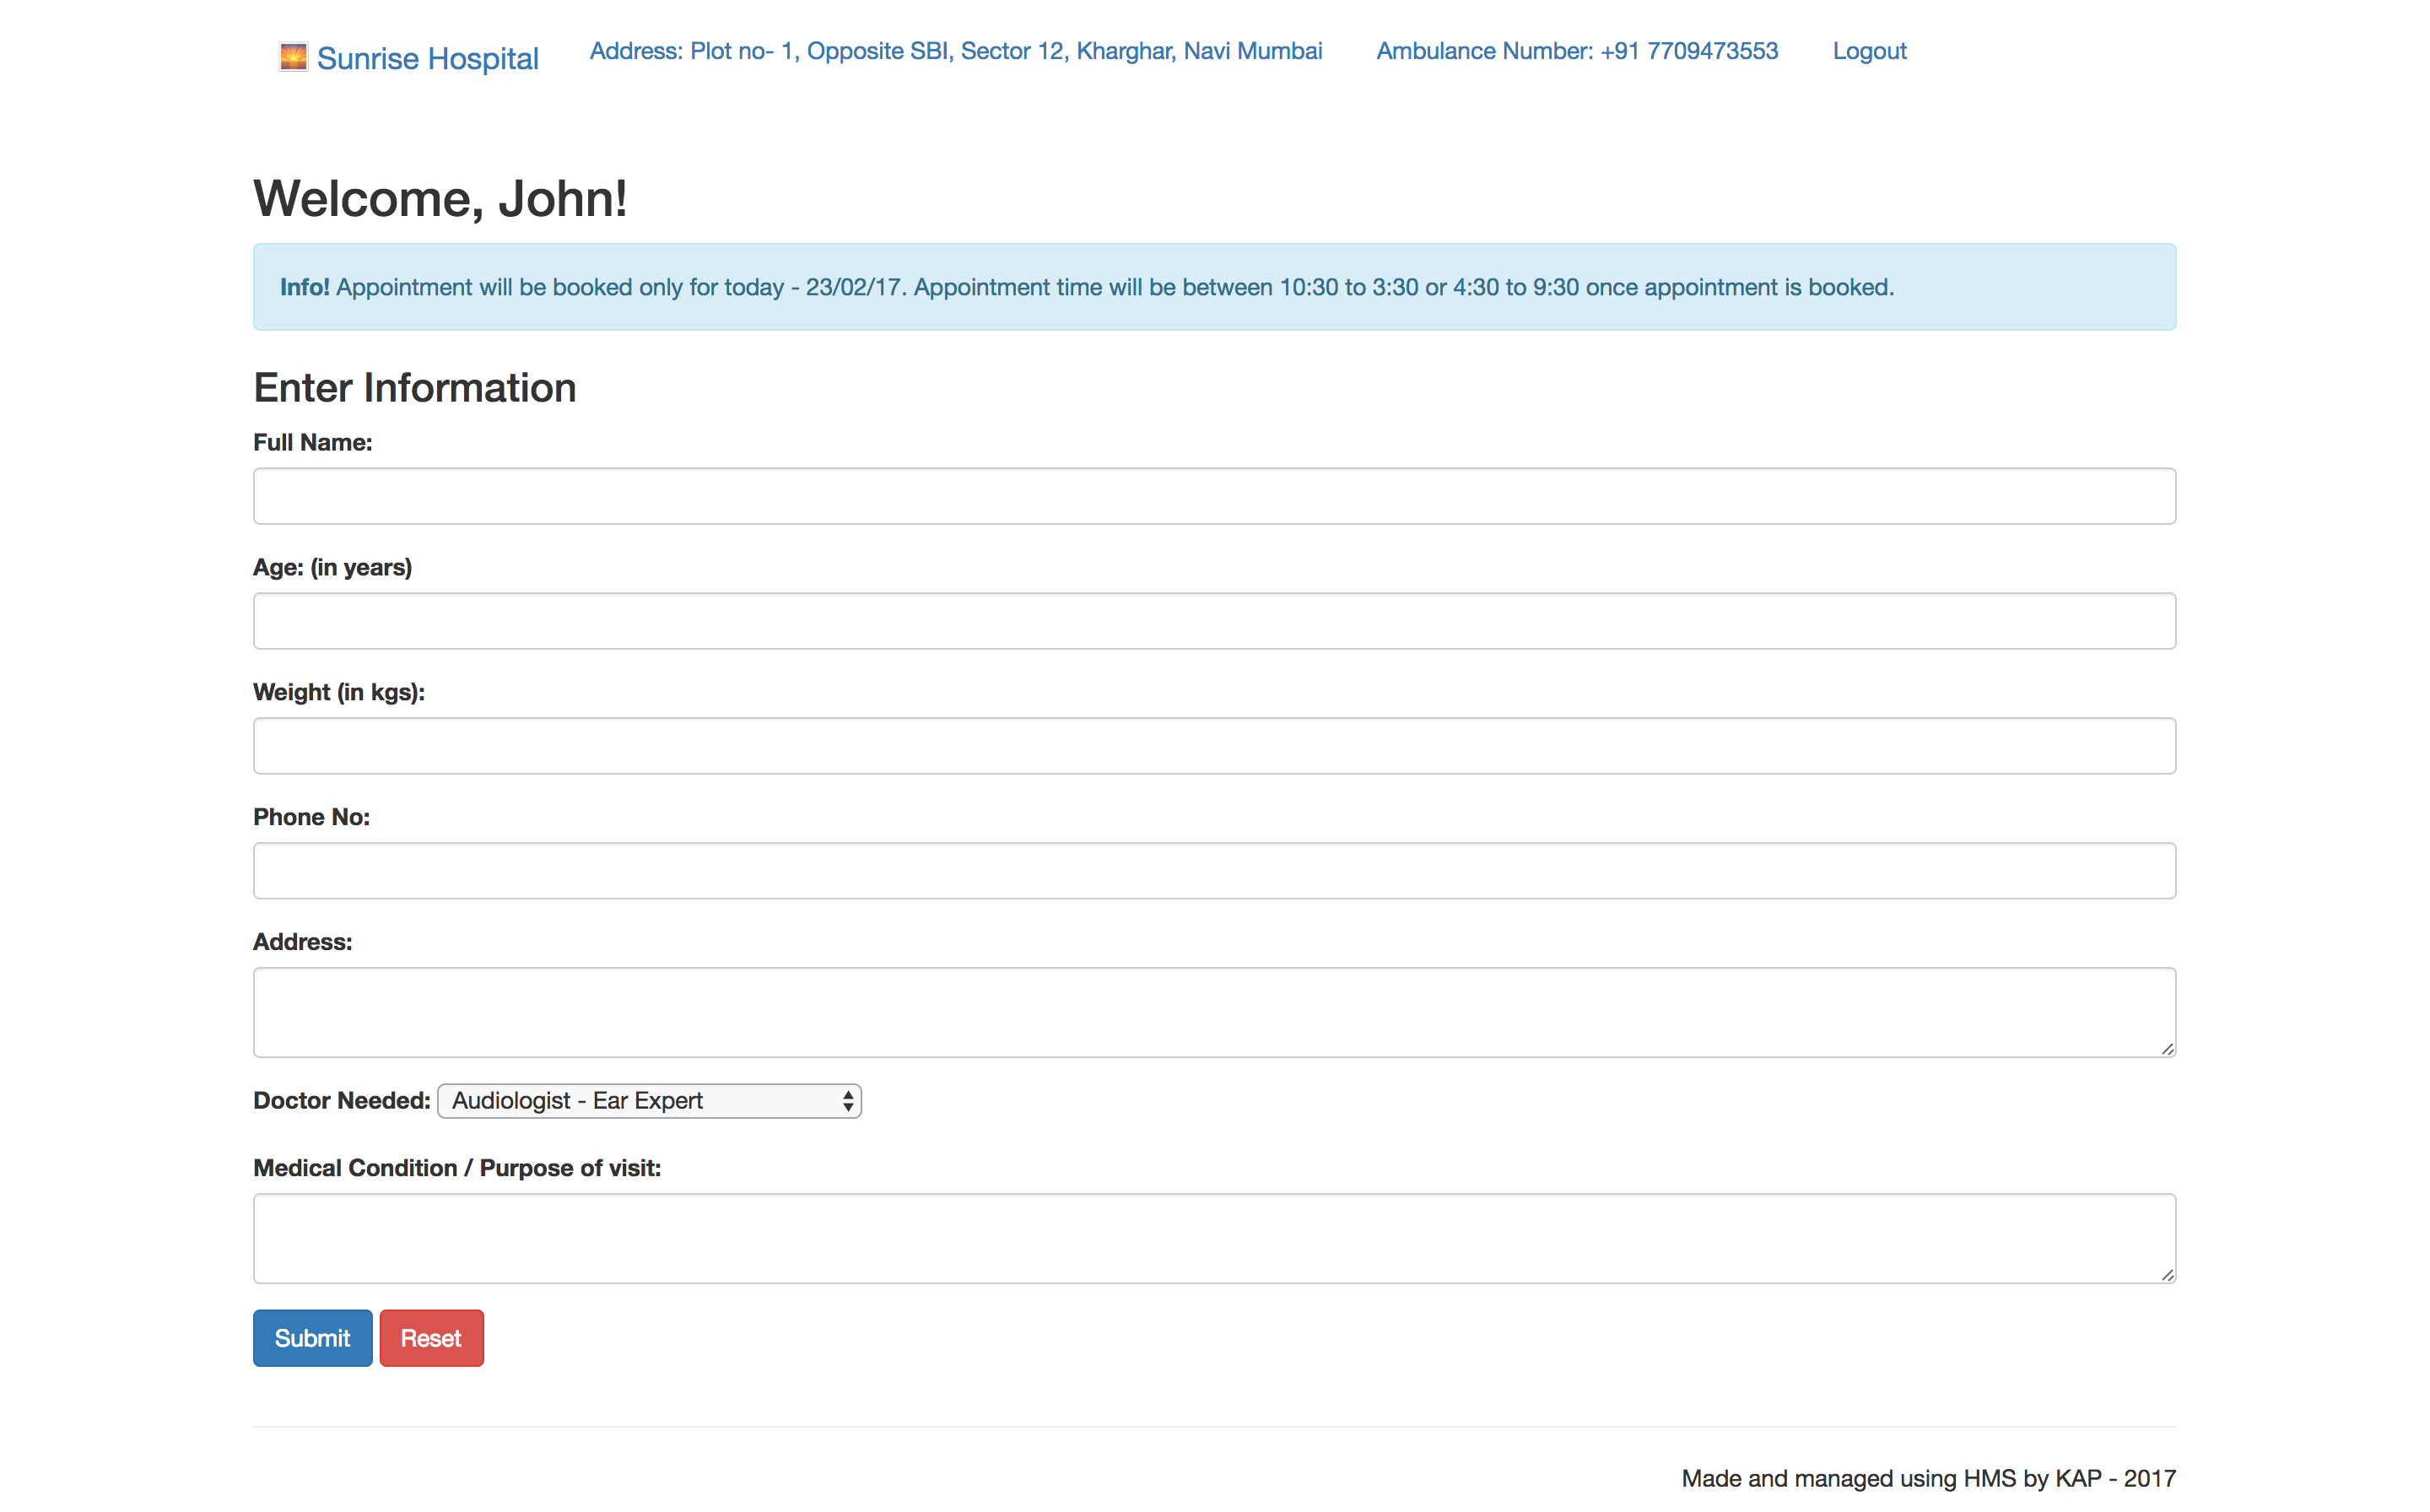 Sunrise Hospital Address: Plot no- 1, Opposite SBI, Sector 12, Kharghar, Navi Mumbai Ambulance Number: +91 7709473553 Logout
Welcome, John!
Info! Appointment will be booked only for today - 23/02/17. Appointment time will be between 10:30 to 3:30 or 4:30 to 9:30 once appointment is booked.
Enter Information
Full Name:
Age: (in years)
Weight (in kgs):
Phone No:
Address:
Doctor Needed: Audiologist - Ear Expert
Medical Condition / Purpose of visit:
Submit Reset
Made and managed using HMS by KAP - 2017